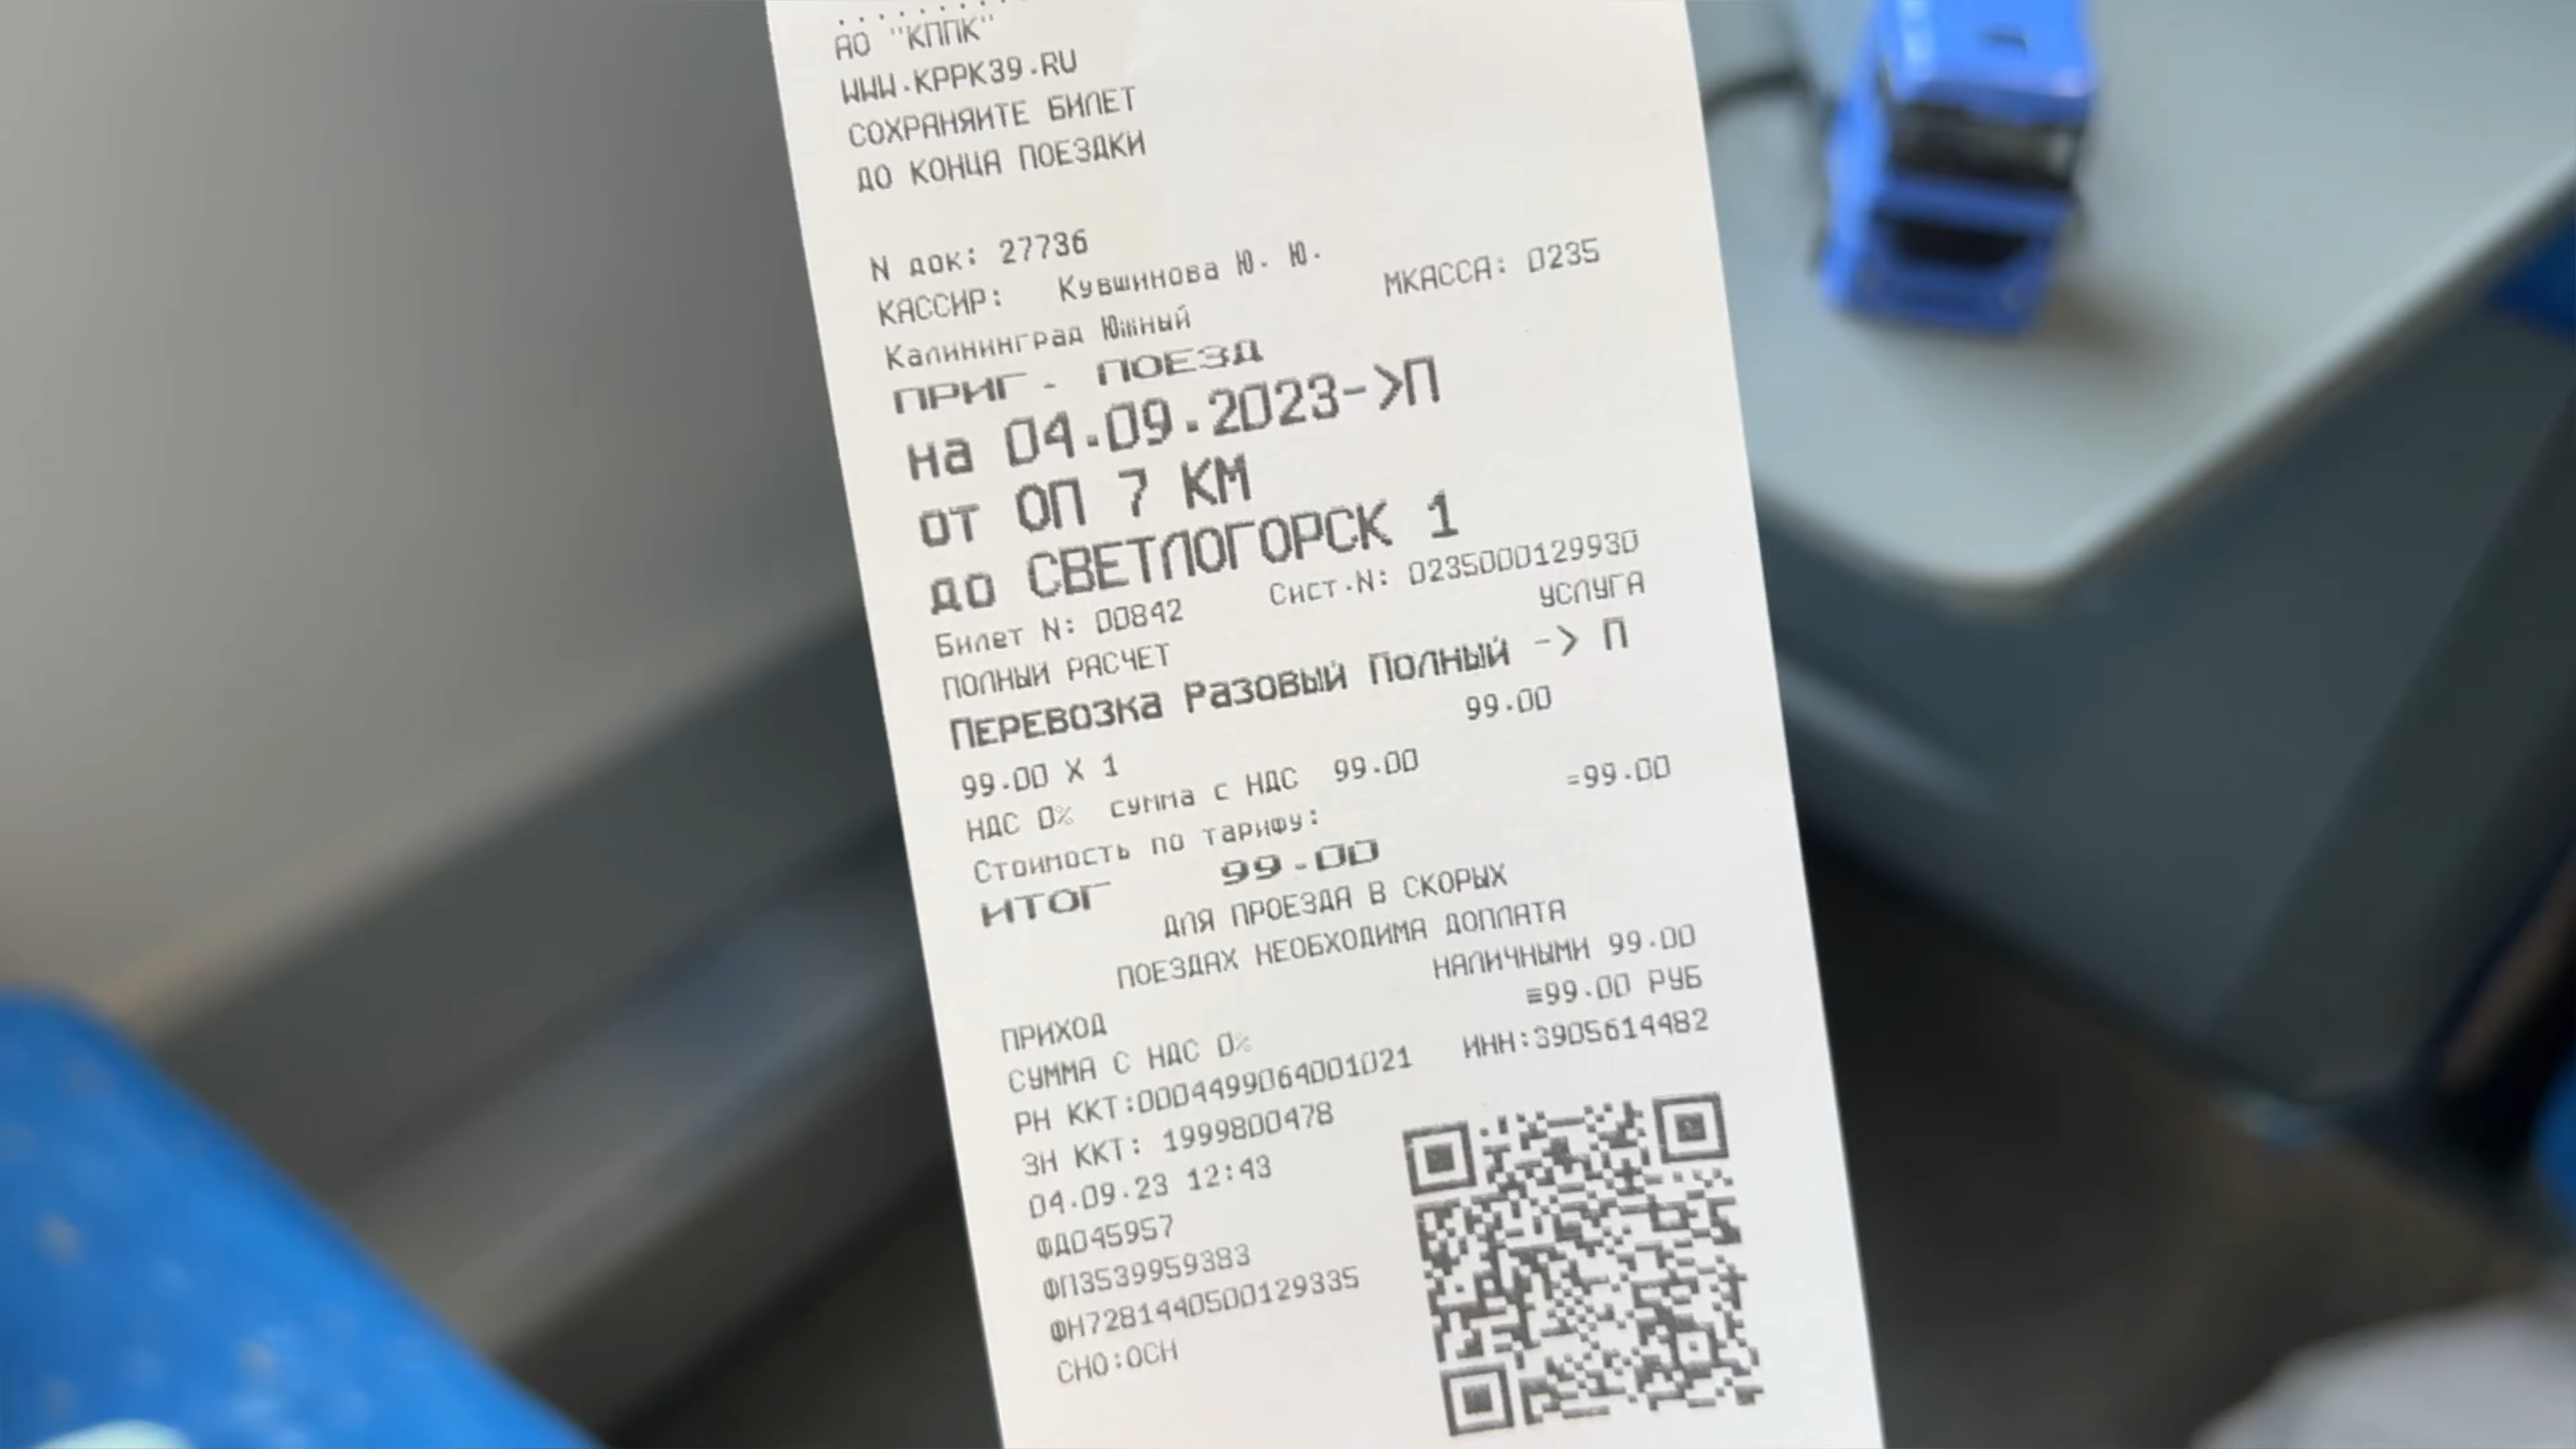 АО "КППК"
WWW.KPPK39.RU
СОХРАНЯЙТЕ БИЛЕТ
ДО КОНЦА ПОЕЗДКИ
N док: 27736
КАССИР: Кувшинова Ю. Ю.
Калининград Южный МКАССА: 0235
ПРИГ. ПОЕЗД
на 04.09.2023->П
от ОП 7 КМ
до СВЕТЛОГОРСК 1
Билет N: 00842 Сист.N: 0235000129930
ПОЛНЫЙ РАСЧЕТ УСЛУГА
ПЕРЕВОЗКа Разовый Полный -> П
99.00 X 1 99.00
НДС 0% сумма с НДС 99.00
Стоимость по тарифу: =99.00
ИТОГ 99.00
ДЛЯ ПРОЕЗДА В СКОРЫХ
ПОЕЗДАХ НЕОБХОДИМА ДОПЛАТА
ПРИХОД НАЛИЧНЫМИ 99.00
СУММА С НДС 0% ≡99.00 РУБ
РН ККТ:0004499064001021 ИНН:3905614482
ЗН ККТ: 1999800478
04.09.23 12:43
ФД045957
ФП3539959383
ФН7281440500129335
СНО:ОСН